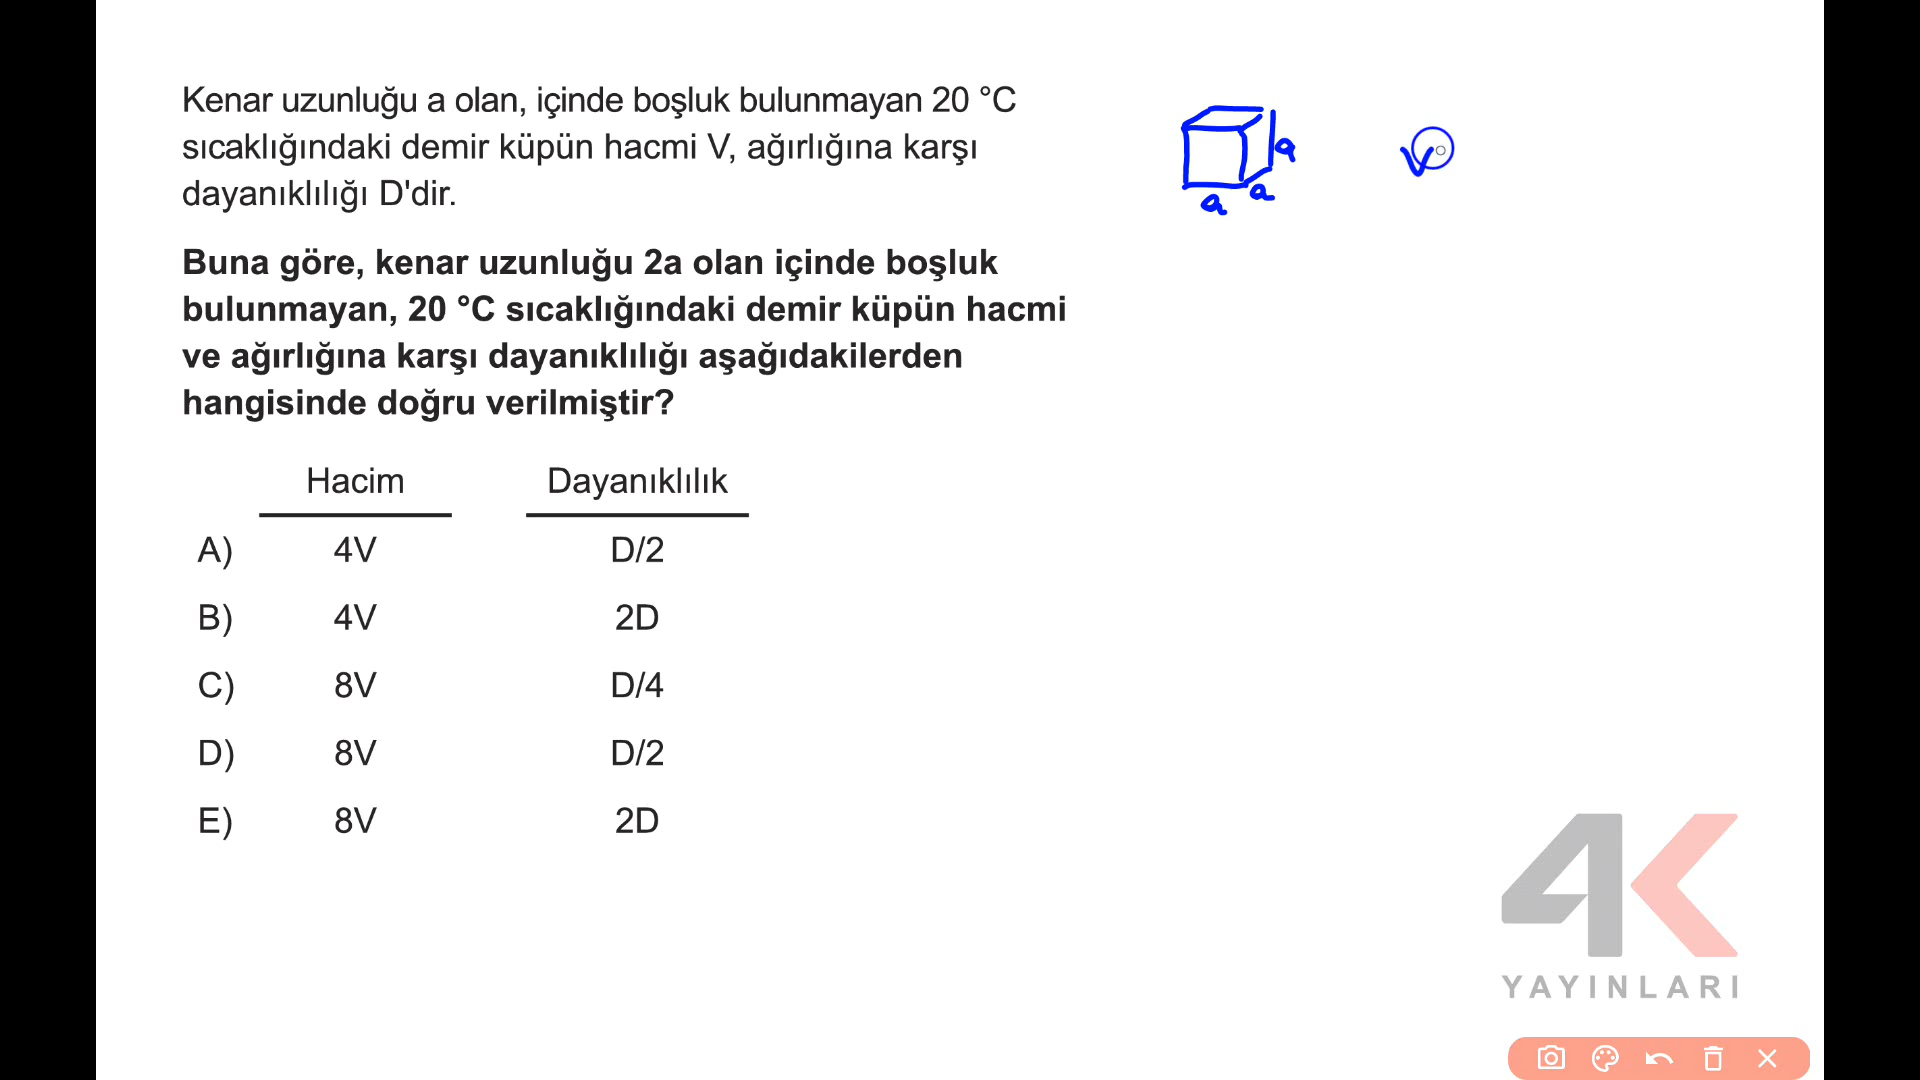 Kenar uzunluğu a olan, içinde boşluk bulunmayan 20 °C
sıcaklığındaki demir küpün hacmi V, ağırlığına karşı
dayanıklılığı D'dir.
a
a
a
V
Buna göre, kenar uzunluğu 2a olan içinde boşluk
bulunmayan, 20 °C sıcaklığındaki demir küpün hacmi
ve ağırlığına karşı dayanıklılığı aşağıdakilerden
hangisinde doğru verilmiştir?
Hacim Dayanıklılık
A) 4V D/2
B) 4V 2D
C) 8V D/4
D) 8V D/2
E) 8V 2D
4K
YAYINLARI